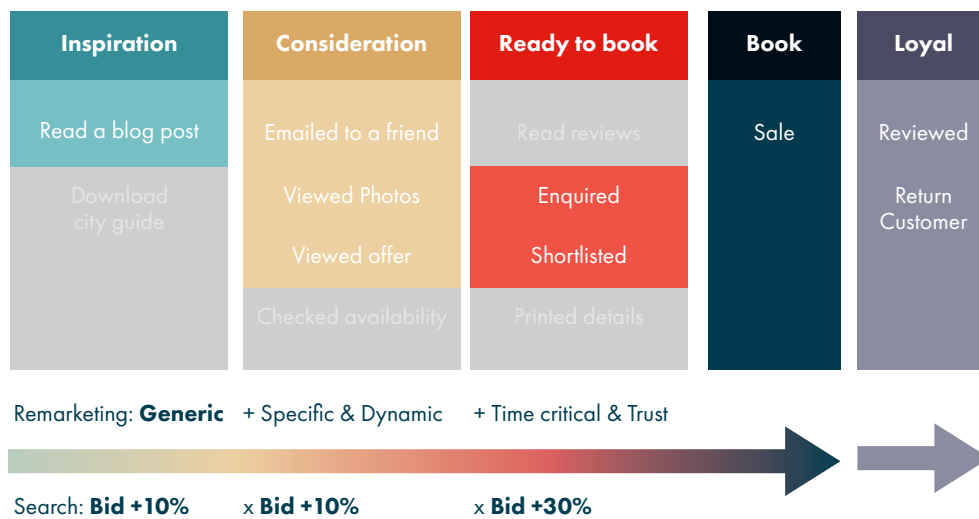 Inspiration
Read a blog post
Download
city guide
Consideration
Emailed to a friend
Viewed Photos
Viewed offer
Checked availability
Ready to book
Read reviews
Enquired
Shortlisted
Printed details
Book
Sale
Loyal
Reviewed
Return
Customer
Remarketing: Generic
+ Specific & Dynamic
+ Time critical & Trust
Search: Bid +10%
x Bid +10%
x Bid +30%